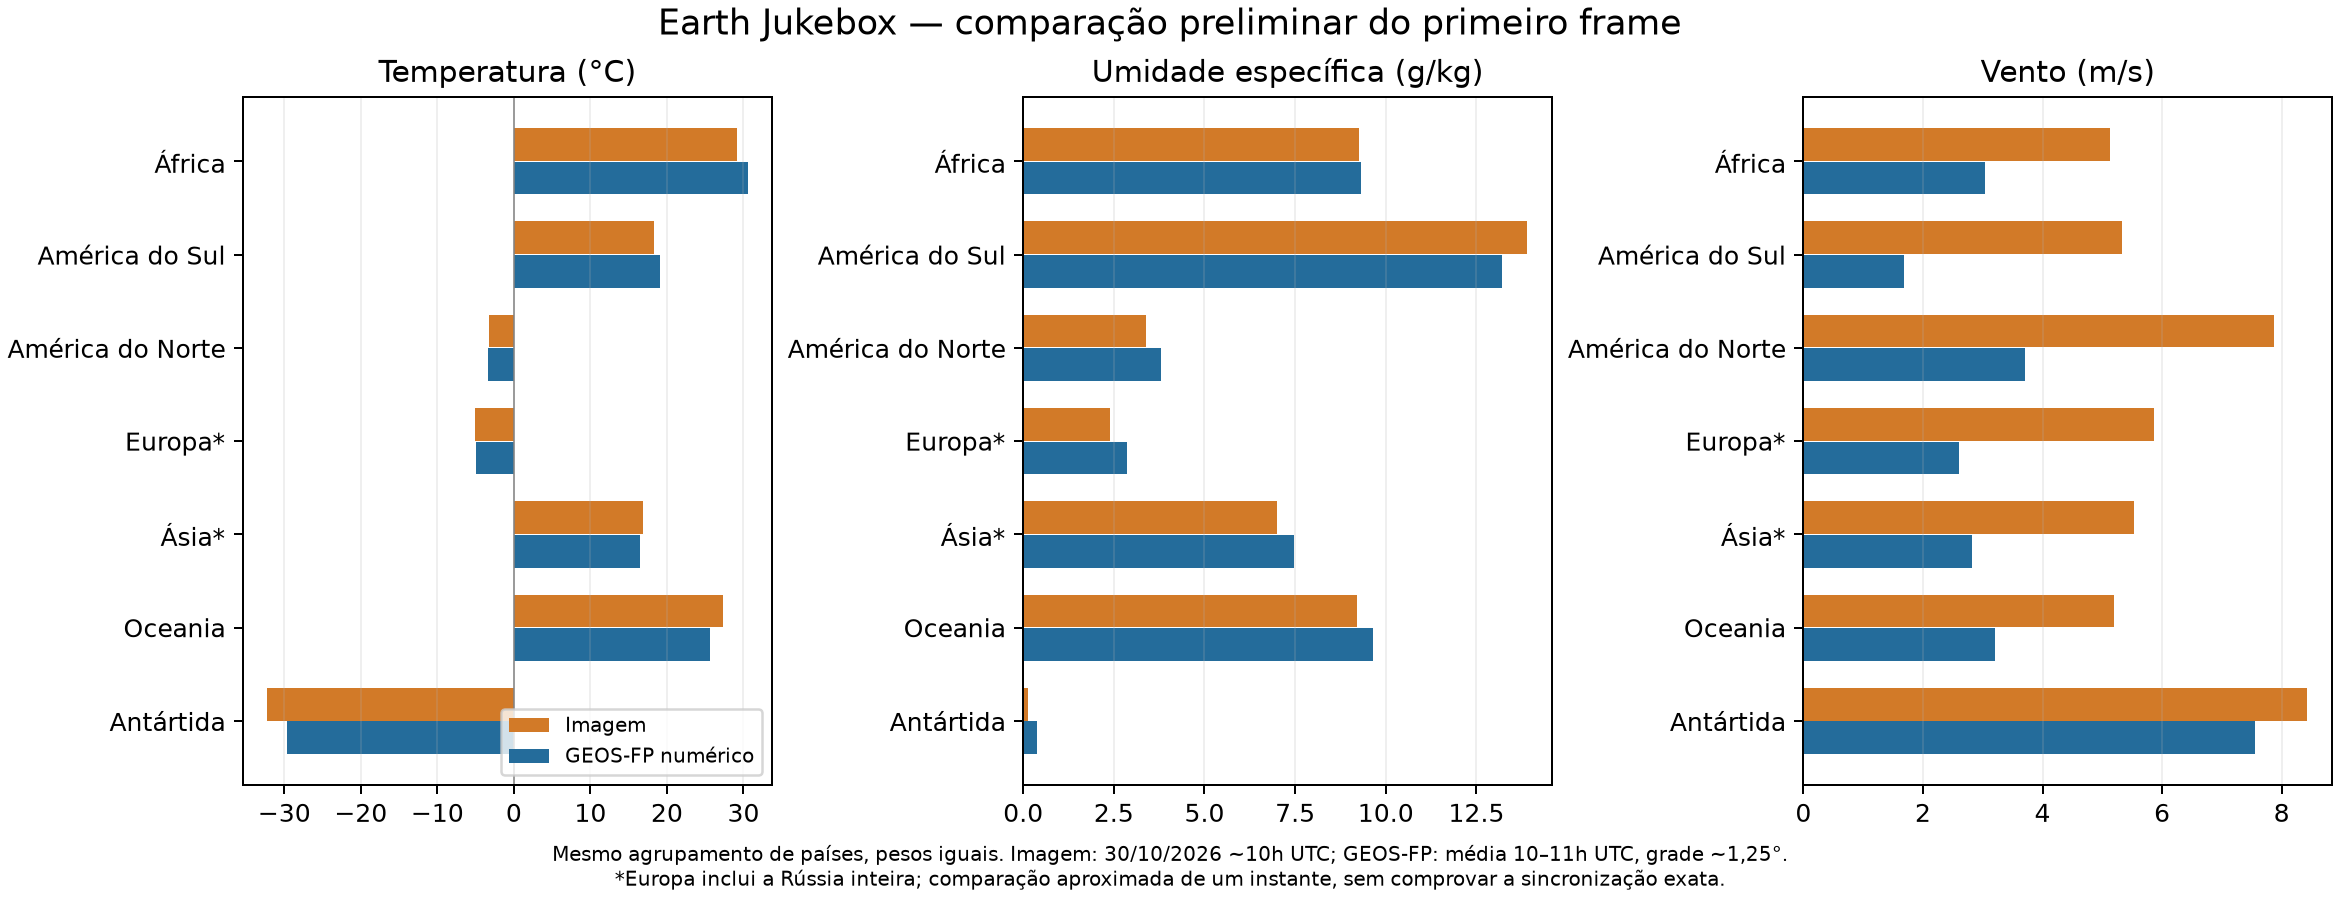 Earth Jukebox — comparação preliminar do primeiro frame
Temperatura (°C)
África
América do Sul
América do Norte
Europa*
Ásia*
Oceania
Antártida
Imagem
GEOS-FP numérico
−30 −20 −10 0 10 20 30
Umidade específica (g/kg)
África
América do Sul
América do Norte
Europa*
Ásia*
Oceania
Antártida
0.0 2.5 5.0 7.5 10.0 12.5
Vento (m/s)
África
América do Sul
América do Norte
Europa*
Ásia*
Oceania
Antártida
0 2 4 6 8
Mesmo agrupamento de países, pesos iguais. Imagem: 30/10/2026 ~10h UTC; GEOS-FP: média 10–11h UTC, grade ~1,25°.
*Europa inclui a Rússia inteira; comparação aproximada de um instante, sem comprovar a sincronização exata.